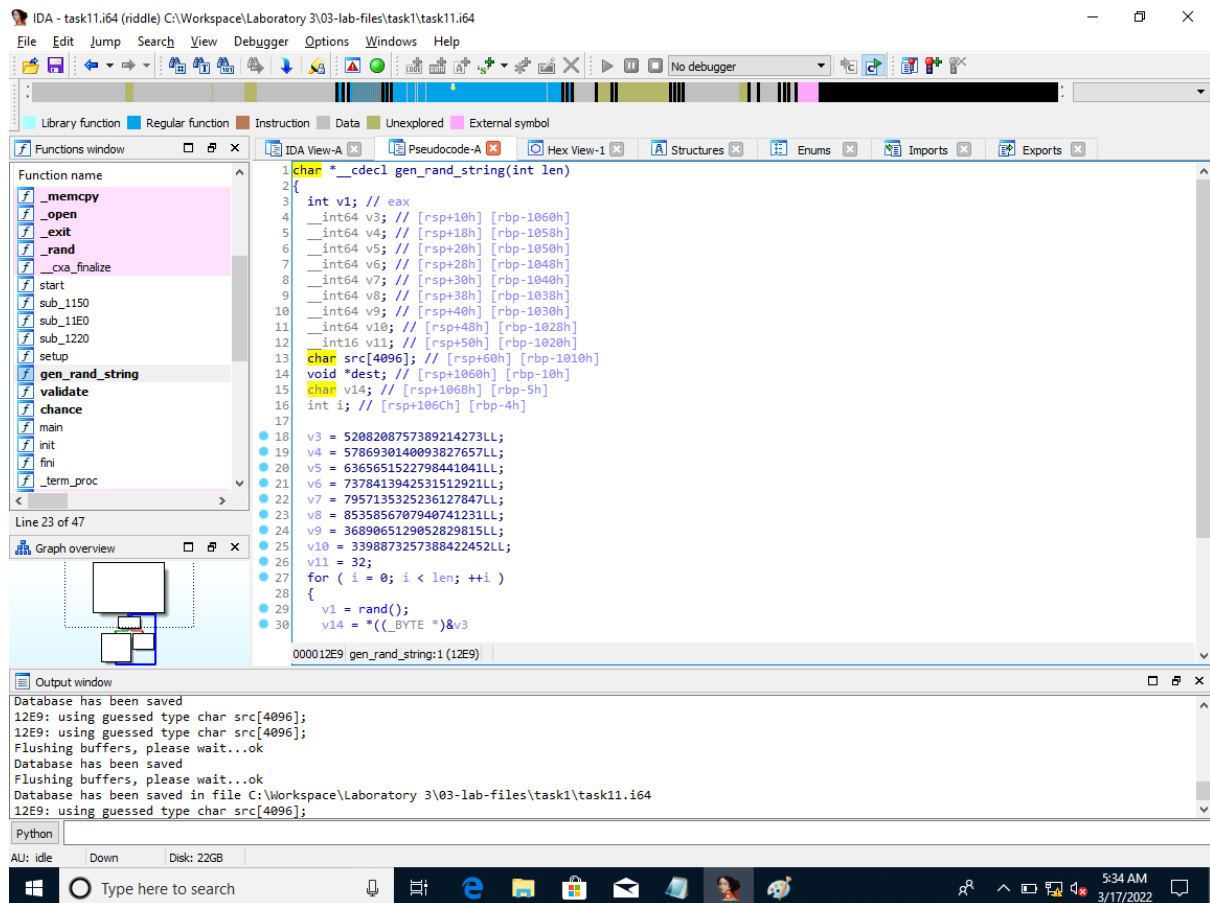 IDA - task11.i64 (riddle) C:\Workspace\Laboratory 3\03-lab-files\task1\task11.i64
File Edit Jump Search View Debugger Options Windows Help
No debugger
Library function Regular function Instruction Data Unexplored External symbol
Functions window
IDA View-A Pseudocode-A Hex View-1 Structures Enums Imports Exports
Function name
_memcpy
_open
_exit
_rand
__cxa_finalize
start
sub_1150
sub_11E0
sub_1220
setup
gen_rand_string
validate
chance
main
init
fini
_term_proc
Line 23 of 47
Graph overview
1 char *__cdecl gen_rand_string(int len)
2 {
3 int v1; // eax
4 __int64 v3; // [rsp+10h] [rbp-1060h]
5 __int64 v4; // [rsp+18h] [rbp-1058h]
6 __int64 v5; // [rsp+20h] [rbp-1050h]
7 __int64 v6; // [rsp+28h] [rbp-1048h]
8 __int64 v7; // [rsp+30h] [rbp-1040h]
9 __int64 v8; // [rsp+38h] [rbp-1038h]
10 __int64 v9; // [rsp+40h] [rbp-1030h]
11 __int64 v10; // [rsp+48h] [rbp-1028h]
12 __int16 v11; // [rsp+50h] [rbp-1020h]
13 char src[4096]; // [rsp+60h] [rbp-1010h]
14 void *dest; // [rsp+1060h] [rbp-10h]
15 char v14; // [rsp+106Bh] [rbp-5h]
16 int i; // [rsp+106Ch] [rbp-4h]
17
18 v3 = 5208208757389214273LL;
19 v4 = 5786930140093827657LL;
20 v5 = 6365651522798441041LL;
21 v6 = 7378413942531512921LL;
22 v7 = 7957135325236127847LL;
23 v8 = 8535856707940741231LL;
24 v9 = 3689065129052829815LL;
25 v10 = 3398873257388422452LL;
26 v11 = 32;
27 for ( i = 0; i < len; ++i )
28 {
29 v1 = rand();
30 v14 = *((_BYTE *)&v3
000012E9 gen_rand_string:1 (12E9)
Output window
Database has been saved
12E9: using guessed type char src[4096];
12E9: using guessed type char src[4096];
Flushing buffers, please wait...ok
Database has been saved
Flushing buffers, please wait...ok
Database has been saved in file C:\Workspace\Laboratory 3\03-lab-files\task1\task11.i64
12E9: using guessed type char src[4096];
Python
AU: idle Down Disk: 22GB
Type here to search
5:34 AM
3/17/2022